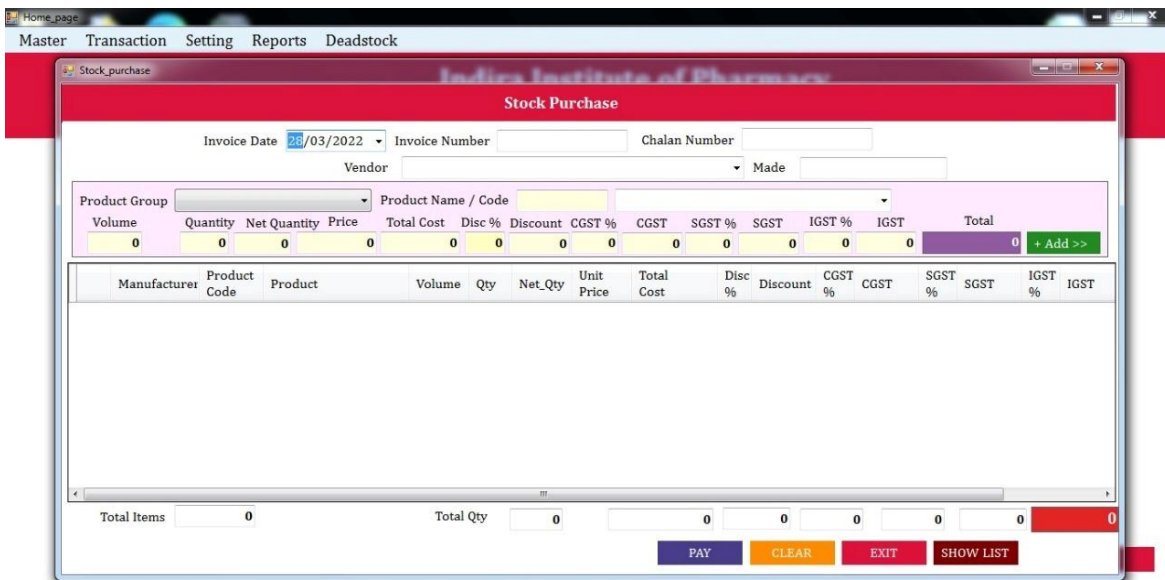 Home_page
Master Transaction Setting Reports Deadstock
Stock_purchase
Indira Institute of Pharmacy
Stock Purchase
Invoice Date 28/03/2022 Invoice Number Chalan Number
Vendor Made
Product Group Product Name / Code
Volume Quantity Net Quantity Price Total Cost Disc % Discount CGST % CGST SGST % SGST IGST % IGST Total
0 0 0 0 0 0 0 0 0 0 0 0 0 0 + Add >>
Manufacturer Product Code Product Volume Qty Net_Qty Unit Price Total Cost Disc % Discount CGST % CGST SGST % SGST IGST % IGST
Total Items 0 Total Qty 0 0 0 0 0 0 0
PAY CLEAR EXIT SHOW LIST